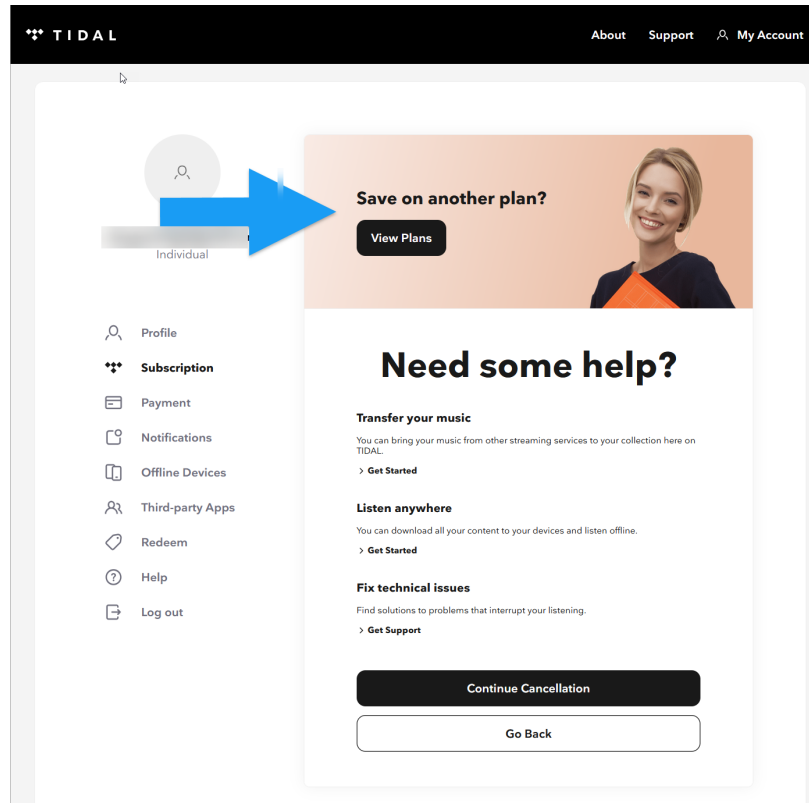 TIDAL
About Support My Account
Individual
Profile
Subscription
Payment
Notifications
Offline Devices
Third-party Apps
Redeem
Help
Log out
Save on another plan?
View Plans
Need some help?
Transfer your music
You can bring your music from other streaming services to your collection here on
TIDAL.
> Get Started
Listen anywhere
You can download all your content to your devices and listen offline.
> Get Started
Fix technical issues
Find solutions to problems that interrupt your listening.
> Get Support
Continue Cancellation
Go Back